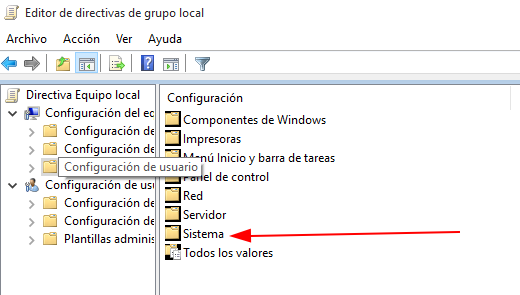 Editor de directivas de grupo local
Archivo Acción Ver Ayuda
Directiva Equipo local
Configuración del ed
Configuración de
Configuración de
Configuración de usuario
Configuración de usu
Configuración de
Configuración de
Plantillas adminis
Configuración
Componentes de Windows
Impresoras
Menú Inicio y barra de tareas
Panel de control
Red
Servidor
Sistema
Todos los valores